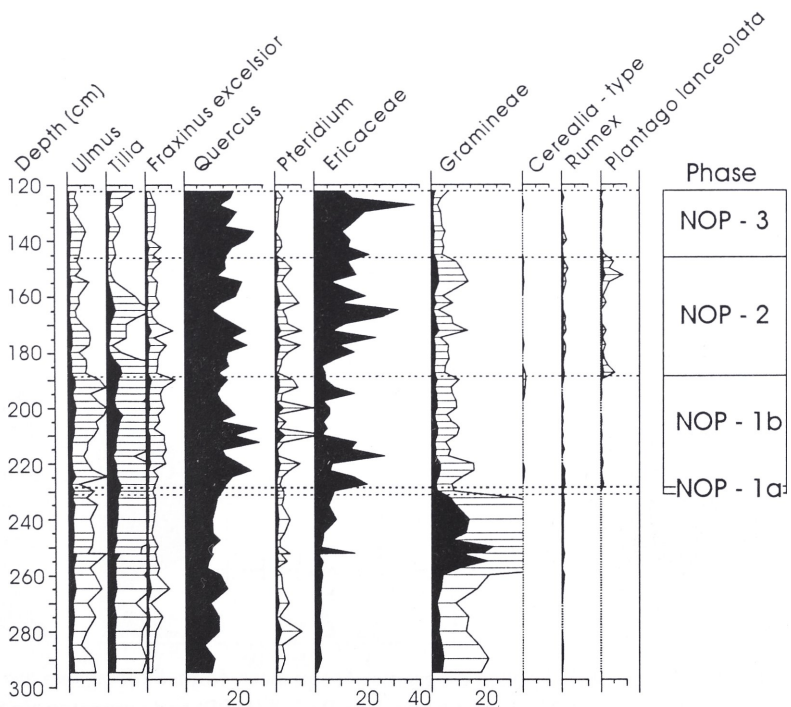 Depth (cm)
Ulmus
Tilia
Fraxinus excelsior
Quercus
Pteridium
Ericaceae
Gramineae
Cerealia - type
Rumex
Plantago lanceolata
Phase
120
140
160
180
200
220
240
260
280
300
NOP - 3
NOP - 2
NOP - 1b
NOP - 1a
20
20 40
20